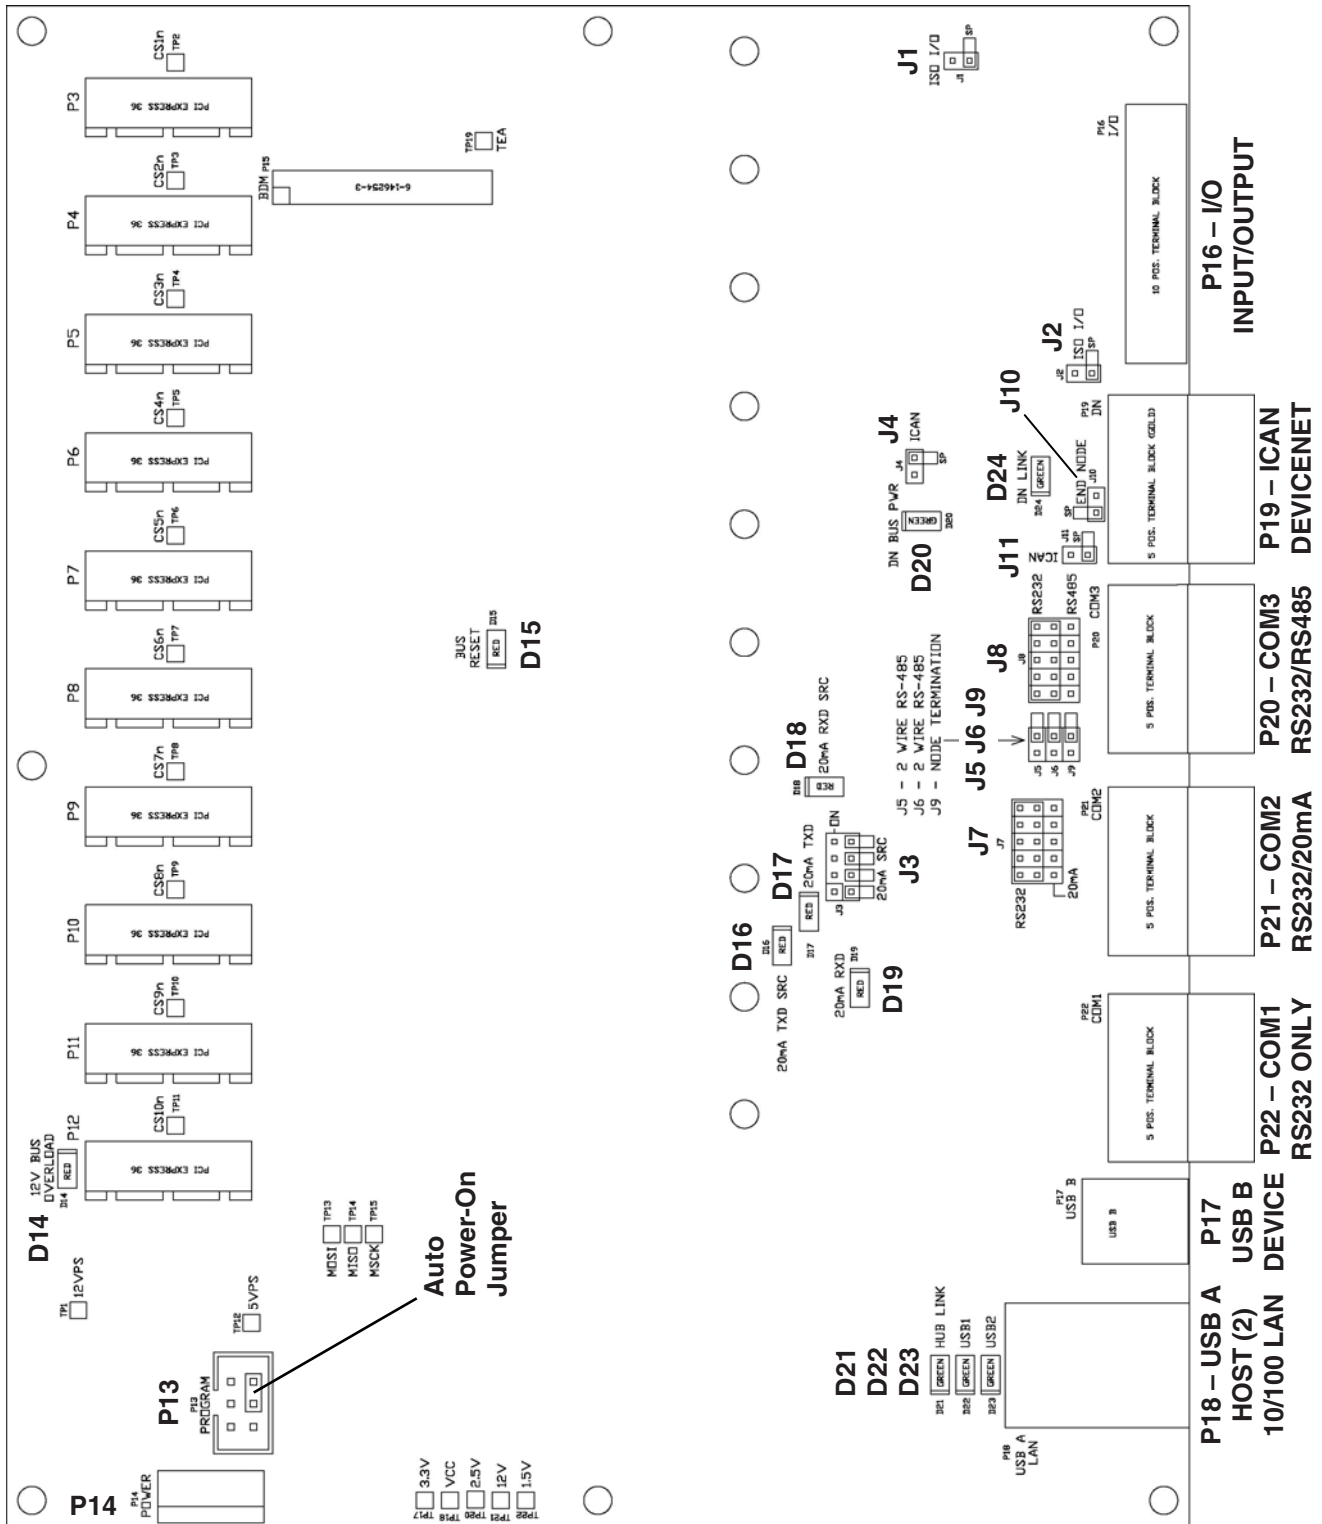 CS1n
TP2
P3
PCI EXPRESS 36
TP19
TEA
CS2n
TP3
BDM P15
6-146254-3
P4
PCI EXPRESS 36
CS3n
TP4
P5
PCI EXPRESS 36
CS4n
TP5
P6
PCI EXPRESS 36
CS5n
TP6
P7
PCI EXPRESS 36
CS6n
TP7
P8
PCI EXPRESS 36
BUS
RESET
RED
D15
D15
CS7n
TP8
P9
PCI EXPRESS 36
CS8n
TP9
P10
PCI EXPRESS 36
CS9n
TP10
P11
PCI EXPRESS 36
CS10n
TP11
P12
PCI EXPRESS 36
12V BUS
OVERLOAD
RED
D14
D14
TP13
TP14
TP15
MOSI
MISO
MSCK
Auto
Power-On
Jumper
TP1
12VPS
TP12
5VPS
P13
P13
PROGRAM
P14
P14
POWER
3.3V
VCC
2.5V
12V
1.5V
TP17
TP18
TP20
TP21
TP22
J1
ISO I/O
J1
SP
P16
I/O
10 POS. TERMINAL BLOCK
P16 – I/O
INPUT/OUTPUT
J2
ISO I/O
J2
SP
J10
J4
ICAN
J4
SP
D24
DN LINK
GREEN
D24
END NODE
SP
J10
P19
DN
5 POS. TERMINAL BLOCK (GOLD)
P19 – ICAN
DEVICENET
DN BUS PWR
GREEN
D20
D20
J11
ICAN
J11
SP
J8
RS232
J8
RS485
P20
COM3
5 POS. TERMINAL BLOCK
P20 – COM3
RS232/RS485
J5 - 2 WIRE RS-485
J6 - 2 WIRE RS-485
J9 - NODE TERMINATION
J5 J6 J9
J5
J6
J9
D18
20mA RXD SRC
D18
RED
D17
20mA TXD
RED
D17
ON
J3
20mA SRC
J3
J7
J7
RS232
20mA
P21
COM2
5 POS. TERMINAL BLOCK
P21 – COM2
RS232/20mA
D16
D16
RED
20mA TXD SRC
20mA RXD
D19
RED
D19
P22
COM1
5 POS. TERMINAL BLOCK
P22 – COM1
RS232 ONLY
P17
USB B
USB B
P17
USB B
DEVICE
D21
D22
D23
HUB LINK
USB1
USB2
GREEN
GREEN
GREEN
D21
D22
D23
P18
USB A
LAN
P18 – USB A
HOST (2)
10/100 LAN